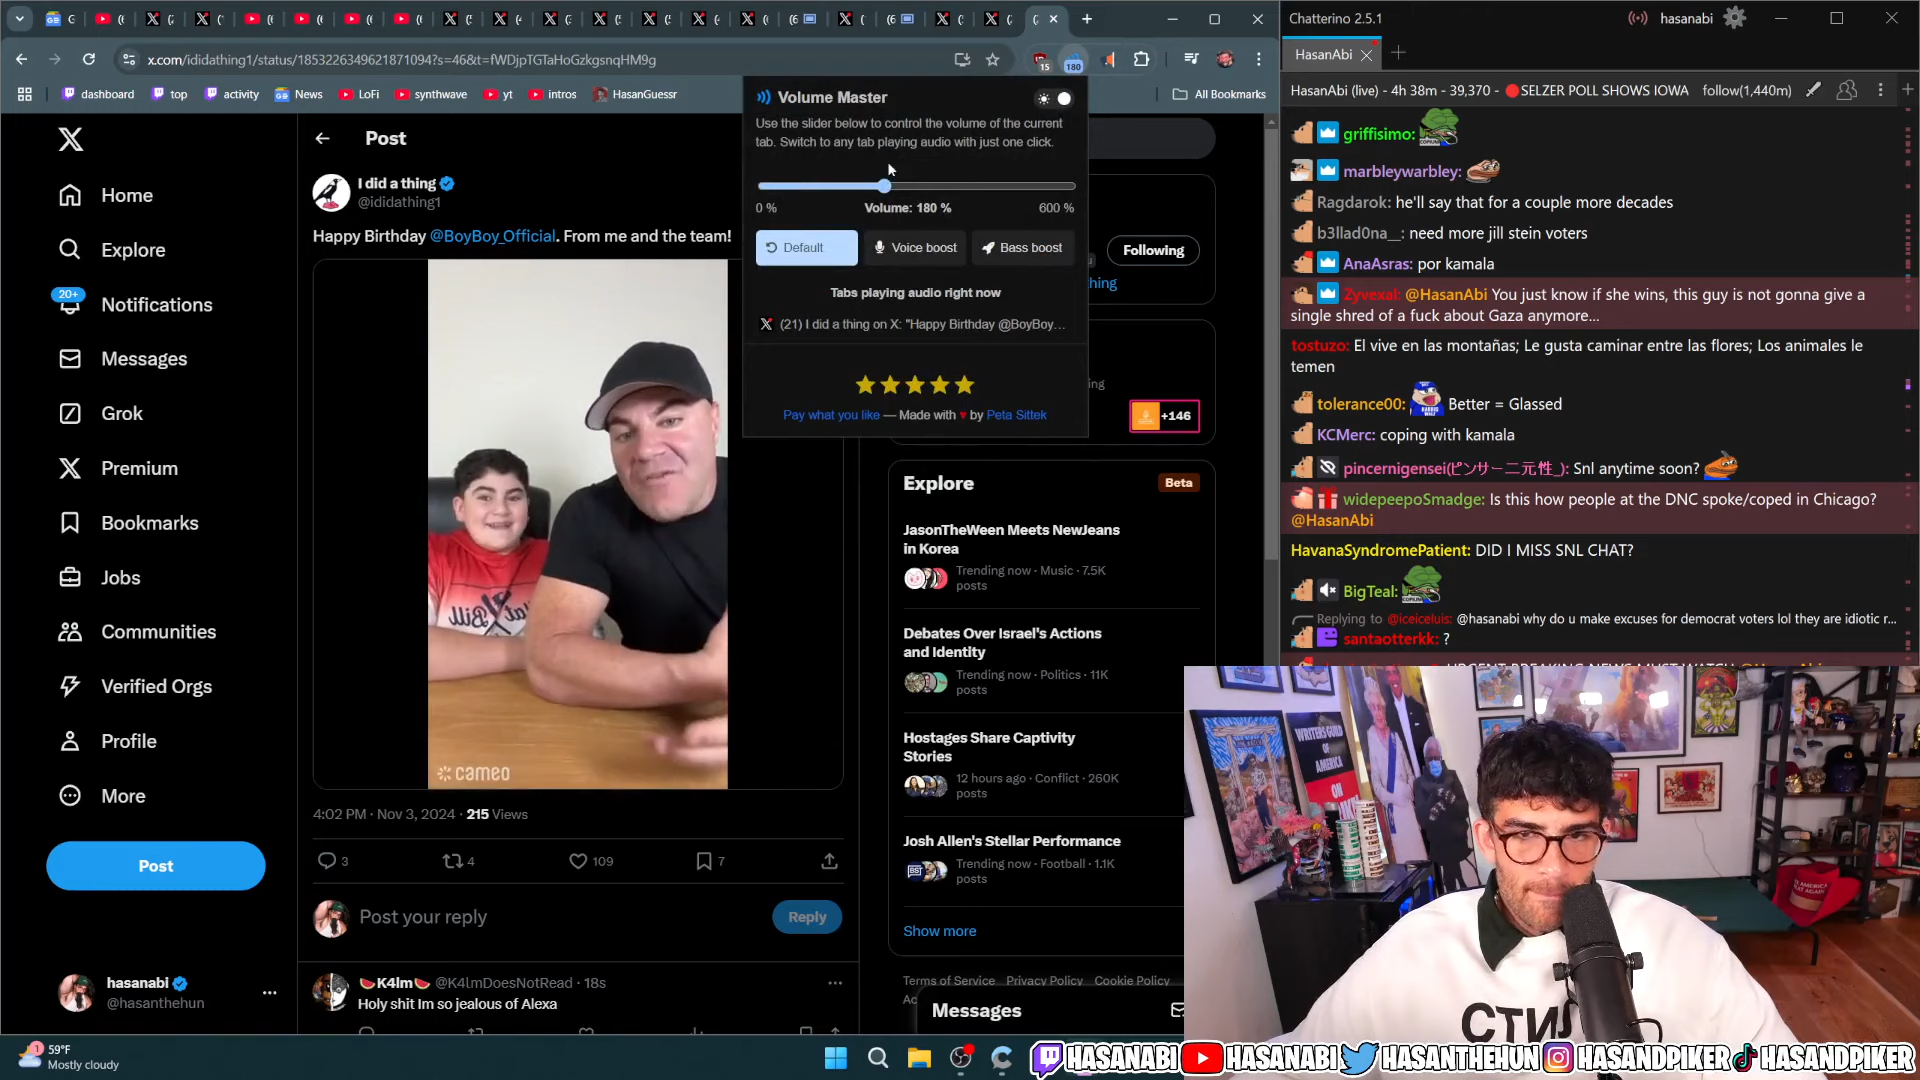 x.com/ididathing1/status/1853226349621871094?s=46&t=fWDjpTGTaHoGzkgsnqHM9g
15
180
dashboard
top
activity
News
LoFi
synthwave
yt
intros
HasanGuessr
All Bookmarks
Home
Explore
20+
Notifications
Messages
Grok
Premium
Bookmarks
Jobs
Communities
Verified Orgs
Profile
More
Post
hasanabi
@hasanthehun
Post
I did a thing
@ididathing1
Happy Birthday @BoyBoy_Official. From me and the team!
cameo
4:02 PM · Nov 3, 2024 · 215 Views
3
4
109
7
Post your reply
Reply
K4lm @K4lmDoesNotRead · 18s
Holy shit Im so jealous of Alexa
Volume Master
Use the slider below to control the volume of the current
tab. Switch to any tab playing audio with just one click.
0 %
Volume: 180 %
600 %
Default
Voice boost
Bass boost
Tabs playing audio right now
(21) I did a thing on X: "Happy Birthday @BoyBoy...
Pay what you like — Made with ♥ by Peta Sittek
Following
+146
Explore
Beta
JasonTheWeen Meets NewJeans
in Korea
Trending now · Music · 7.5K
posts
Debates Over Israel's Actions
and Identity
Trending now · Politics · 11K
posts
Hostages Share Captivity
Stories
12 hours ago · Conflict · 260K
posts
Josh Allen's Stellar Performance
Trending now · Football · 1.1K
posts
Show more
Terms of Service
Privacy Policy
Cookie Policy
Messages
Chatterino 2.5.1
hasanabi
HasanAbi
HasanAbi (live) - 4h 38m - 39,370 - 🔴SELZER POLL SHOWS IOWA
follow(1,440m)
griffisimo:
marbleywarbley:
Ragdarok: he'll say that for a couple more decades
b3llad0na__: need more jill stein voters
AnaAsras: por kamala
Zyvexal: @HasanAbi You just know if she wins, this guy is not gonna give a
single shred of a fuck about Gaza anymore...
tostuzo: El vive en las montañas; Le gusta caminar entre las flores; Los animales le
temen
tolerance00: Better = Glassed
KCMerc: coping with kamala
pincernigensei(ピンサー二元性_): Snl anytime soon?
widepeepoSmadge: Is this how people at the DNC spoke/coped in Chicago?
@HasanAbi
HavanaSyndromePatient: DID I MISS SNL CHAT?
BigTeal:
Replying to @iceiceluis: @hasanabi why do u make excuses for democrat voters lol they are idiotic r...
santaotterkk: ?
WRITERS GUILD
OF
AMERICA
ON
СТИЛ
1
59°F
Mostly cloudy
HASANABI
HASANABI
HASANTHEHUN
HASANDPIKER
HASANDPIKER